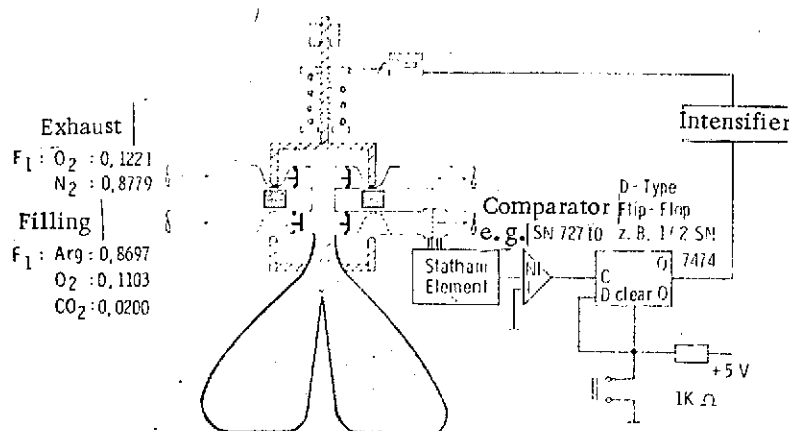 Exhaust
F1: O2 : 0, 1221
N2 : 0,8779
Filling
F1: Arg : 0,8697
O2 : 0,1103
CO2 : 0,0200
Intensifier
Comparator
e. g. SN 72710
D - Type
Flip - Flop
z. B. 1/2 SN
7474
Statham
Element
C
D clear Q
Q
+5 V
1K Ω